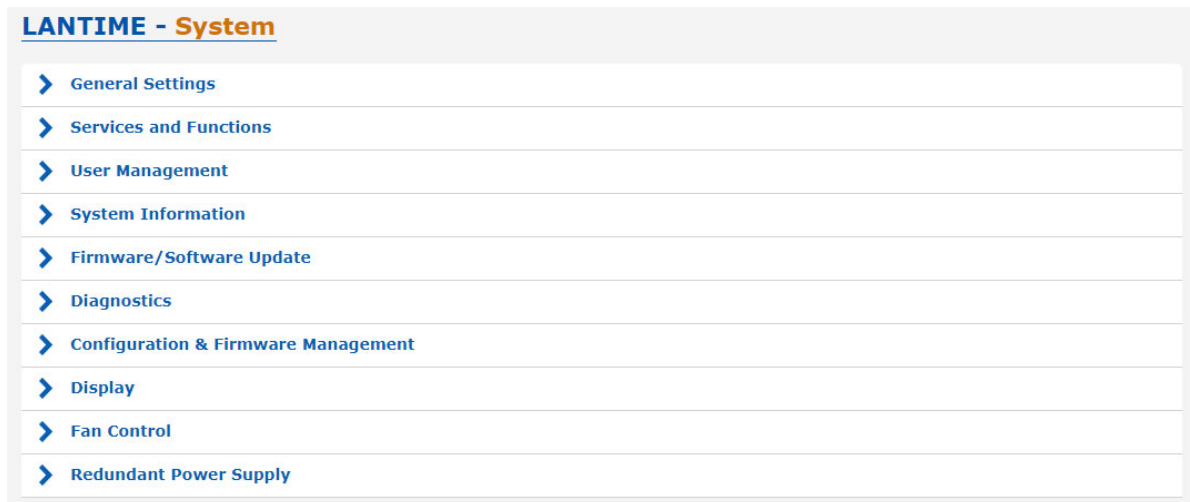 LANTIME - System
General Settings
Services and Functions
User Management
System Information
Firmware/Software Update
Diagnostics
Configuration & Firmware Management
Display
Fan Control
Redundant Power Supply